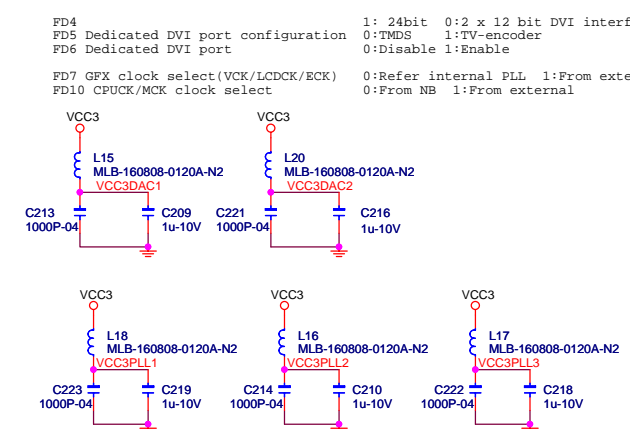 FD4 1: 24bit 0:2 x 12 bit DVI interf
FD5 Dedicated DVI port configuration 0:TMDS 1:TV-encoder
FD6 Dedicated DVI port 0:Disable 1:Enable
FD7 GFX clock select(VCK/LCDCK/ECK) 0:Refer internal PLL 1:From exte
FD10 CPUCK/MCK clock select 0:From NB 1:From external
VCC3 VCC3
L15 L20
MLB-160808-0120A-N2 MLB-160808-0120A-N2
VCC3DAC1 VCC3DAC2
C213 C209 C221 C216
1000P-04 1u-10V 1000P-04 1u-10V
VCC3 VCC3 VCC3
L18 L16 L17
MLB-160808-0120A-N2 MLB-160808-0120A-N2 MLB-160808-0120A-N2
VCC3PLL1 VCC3PLL2 VCC3PLL3
C223 C219 C214 C210 C222 C218
1000P-04 1u-10V 1000P-04 1u-10V 1000P-04 1u-10V